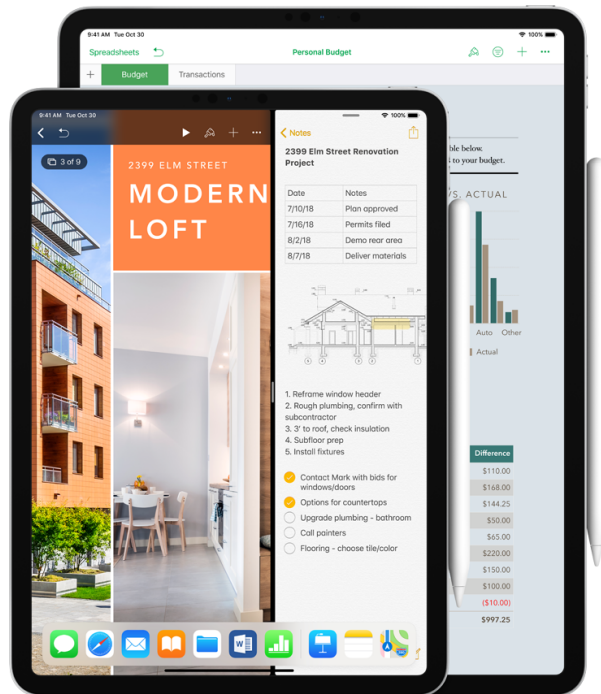 9:41 AM Tue Oct 30
100%
Spreadsheets
Personal Budget
Budget
Transactions
ble below.
to your budget.
S. ACTUAL
Auto Other
Actual
Difference
$110.00
$168.00
$144.25
$50.00
$65.00
$220.00
$150.00
$100.00
($10.00)
$997.25
9:41 AM Tue Oct 30
100%
3 of 9
2399 ELM STREET
MODERN
LOFT
Notes
2399 Elm Street Renovation
Project
Date Notes
7/10/18 Plan approved
7/16/18 Permits filed
8/2/18 Demo rear area
8/7/18 Deliver materials
1. Reframe window header
2. Rough plumbing, confirm with
subcontractor
3. 3' to roof, check insulation
4. Subfloor prep
5. Install fixtures
Contact Mark with bids for
windows/doors
Options for countertops
Upgrade plumbing - bathroom
Call painters
Flooring - choose tile/color
W